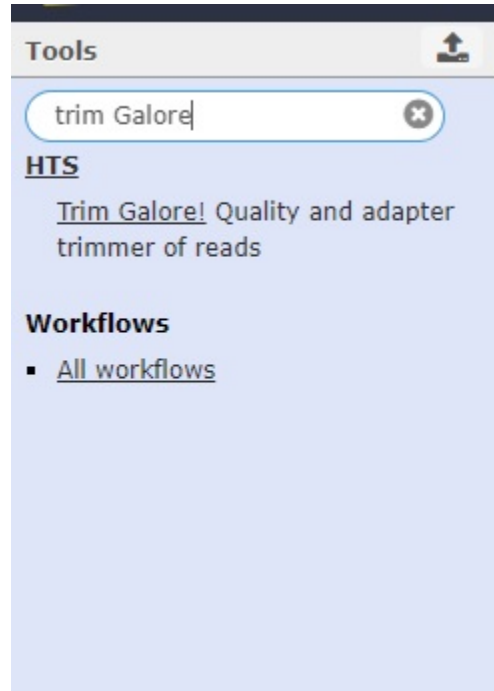 Tools
trim Galore
HTS
Trim Galore! Quality and adapter
trimmer of reads
Workflows
All workflows